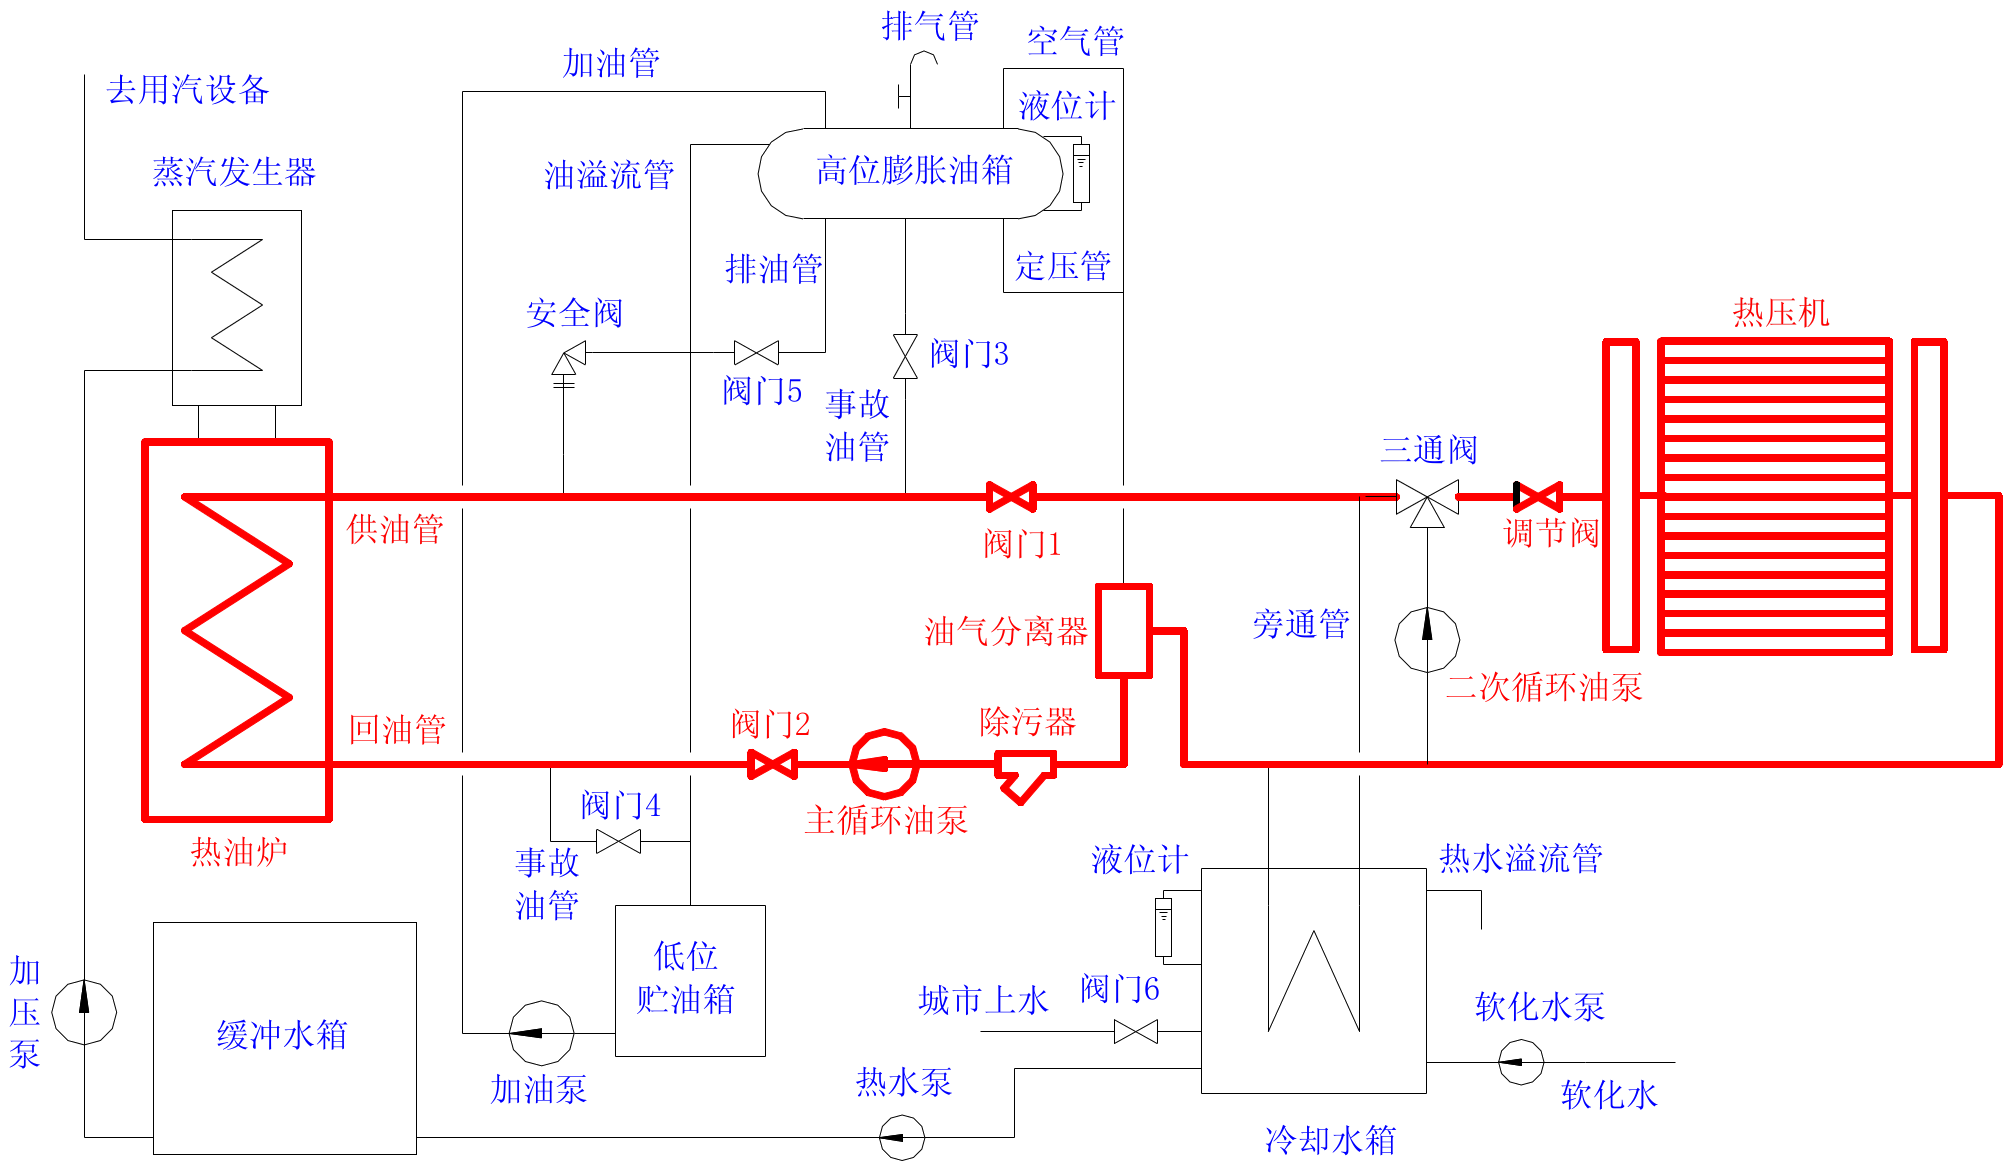 排气管
空气管
加油管
去用汽设备
液位计
蒸汽发生器
油溢流管
高位膨胀油箱
排油管
定压管
安全阀
热压机
阀门3
阀门5
事故
油管
三通阀
供油管
阀门1
调节阀
油气分离器
旁通管
二次循环油泵
回油管
阀门2
除污器
阀门4
主循环油泵
热油炉
事故
油管
液位计
热水溢流管
低位
贮油箱
加
压
泵
缓冲水箱
城市上水
阀门6
软化水泵
加油泵
热水泵
软化水
冷却水箱